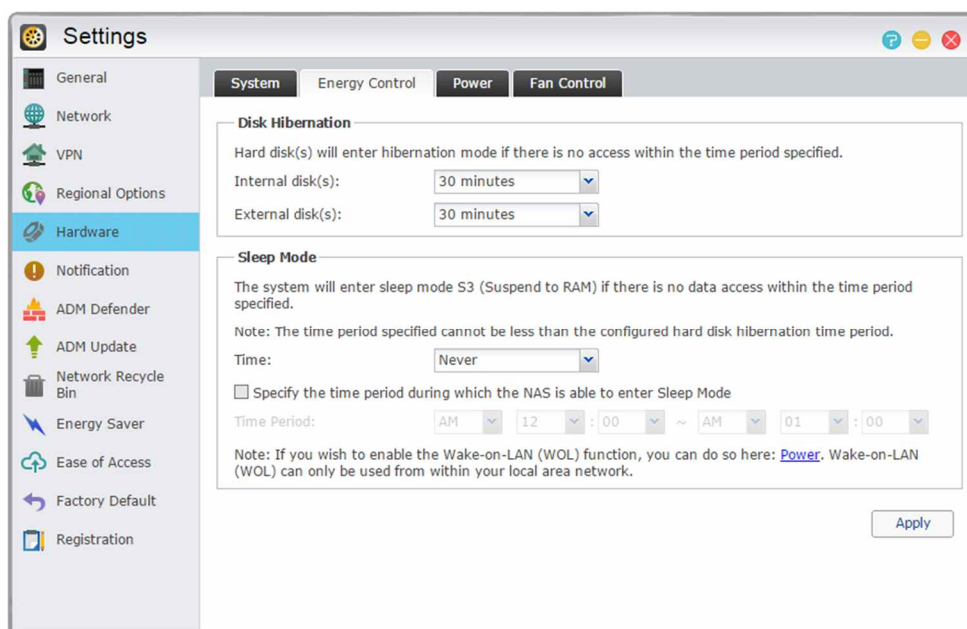 Settings
General
Network
VPN
Regional Options
Hardware
Notification
ADM Defender
ADM Update
Network Recycle
Bin
Energy Saver
Ease of Access
Factory Default
Registration
System Energy Control Power Fan Control
Disk Hibernation
Hard disk(s) will enter hibernation mode if there is no access within the time period specified.
Internal disk(s): 30 minutes
External disk(s): 30 minutes
Sleep Mode
The system will enter sleep mode S3 (Suspend to RAM) if there is no data access within the time period
specified.
Note: The time period specified cannot be less than the configured hard disk hibernation time period.
Time: Never
Specify the time period during which the NAS is able to enter Sleep Mode
Time Period: AM 12 : 00 ~ AM 01 : 00
Note: If you wish to enable the Wake-on-LAN (WOL) function, you can do so here: Power. Wake-on-LAN
(WOL) can only be used from within your local area network.
Apply